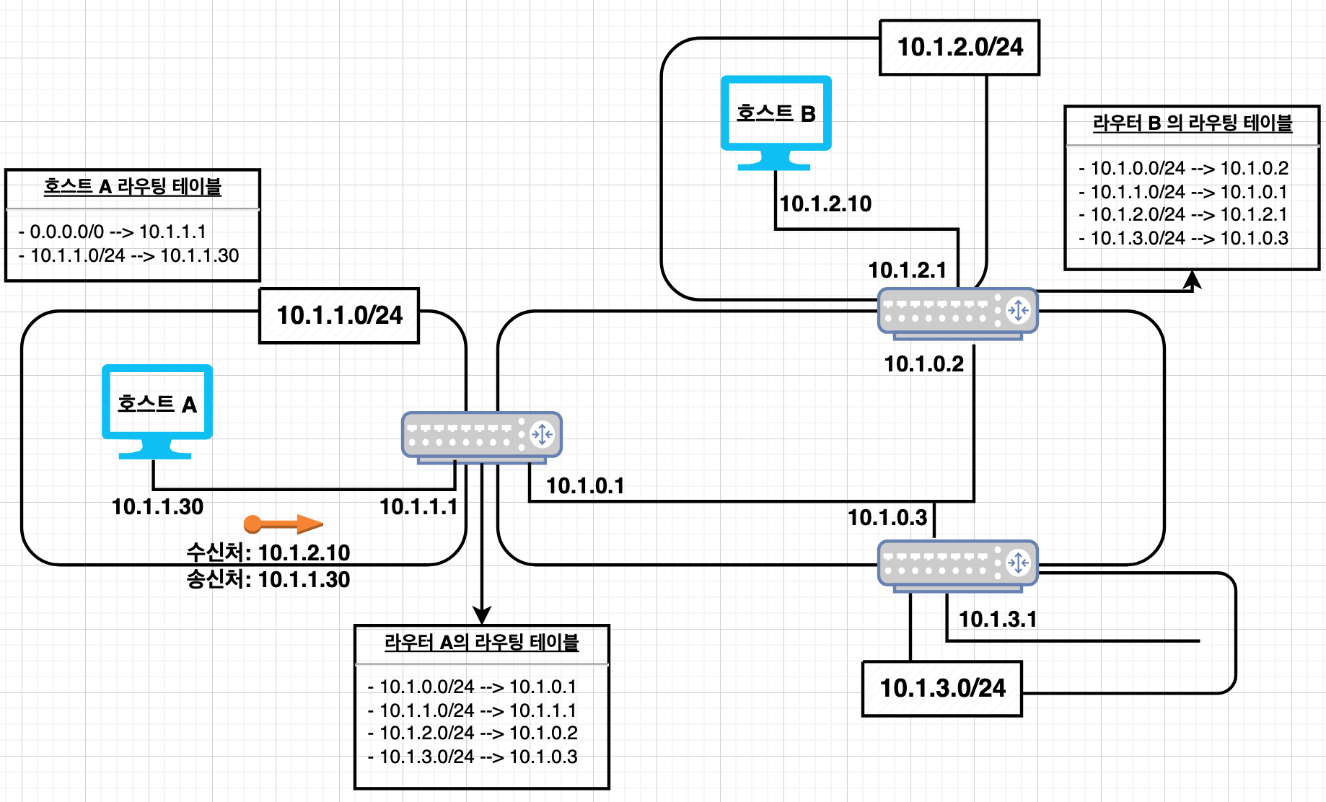 10.1.2.0/24
호스트 B
10.1.2.10
10.1.2.1
라우터 B 의 라우팅 테이블
- 10.1.0.0/24 --> 10.1.0.2
- 10.1.1.0/24 --> 10.1.0.1
- 10.1.2.0/24 --> 10.1.2.1
- 10.1.3.0/24 --> 10.1.0.3
호스트 A 라우팅 테이블
- 0.0.0.0/0 --> 10.1.1.1
- 10.1.1.0/24 --> 10.1.1.30
10.1.1.0/24
호스트 A
10.1.1.30
10.1.1.1
수신처: 10.1.2.10
송신처: 10.1.1.30
10.1.0.1
10.1.0.2
10.1.0.3
10.1.3.1
10.1.3.0/24
라우터 A의 라우팅 테이블
- 10.1.0.0/24 --> 10.1.0.1
- 10.1.1.0/24 --> 10.1.1.1
- 10.1.2.0/24 --> 10.1.0.2
- 10.1.3.0/24 --> 10.1.0.3